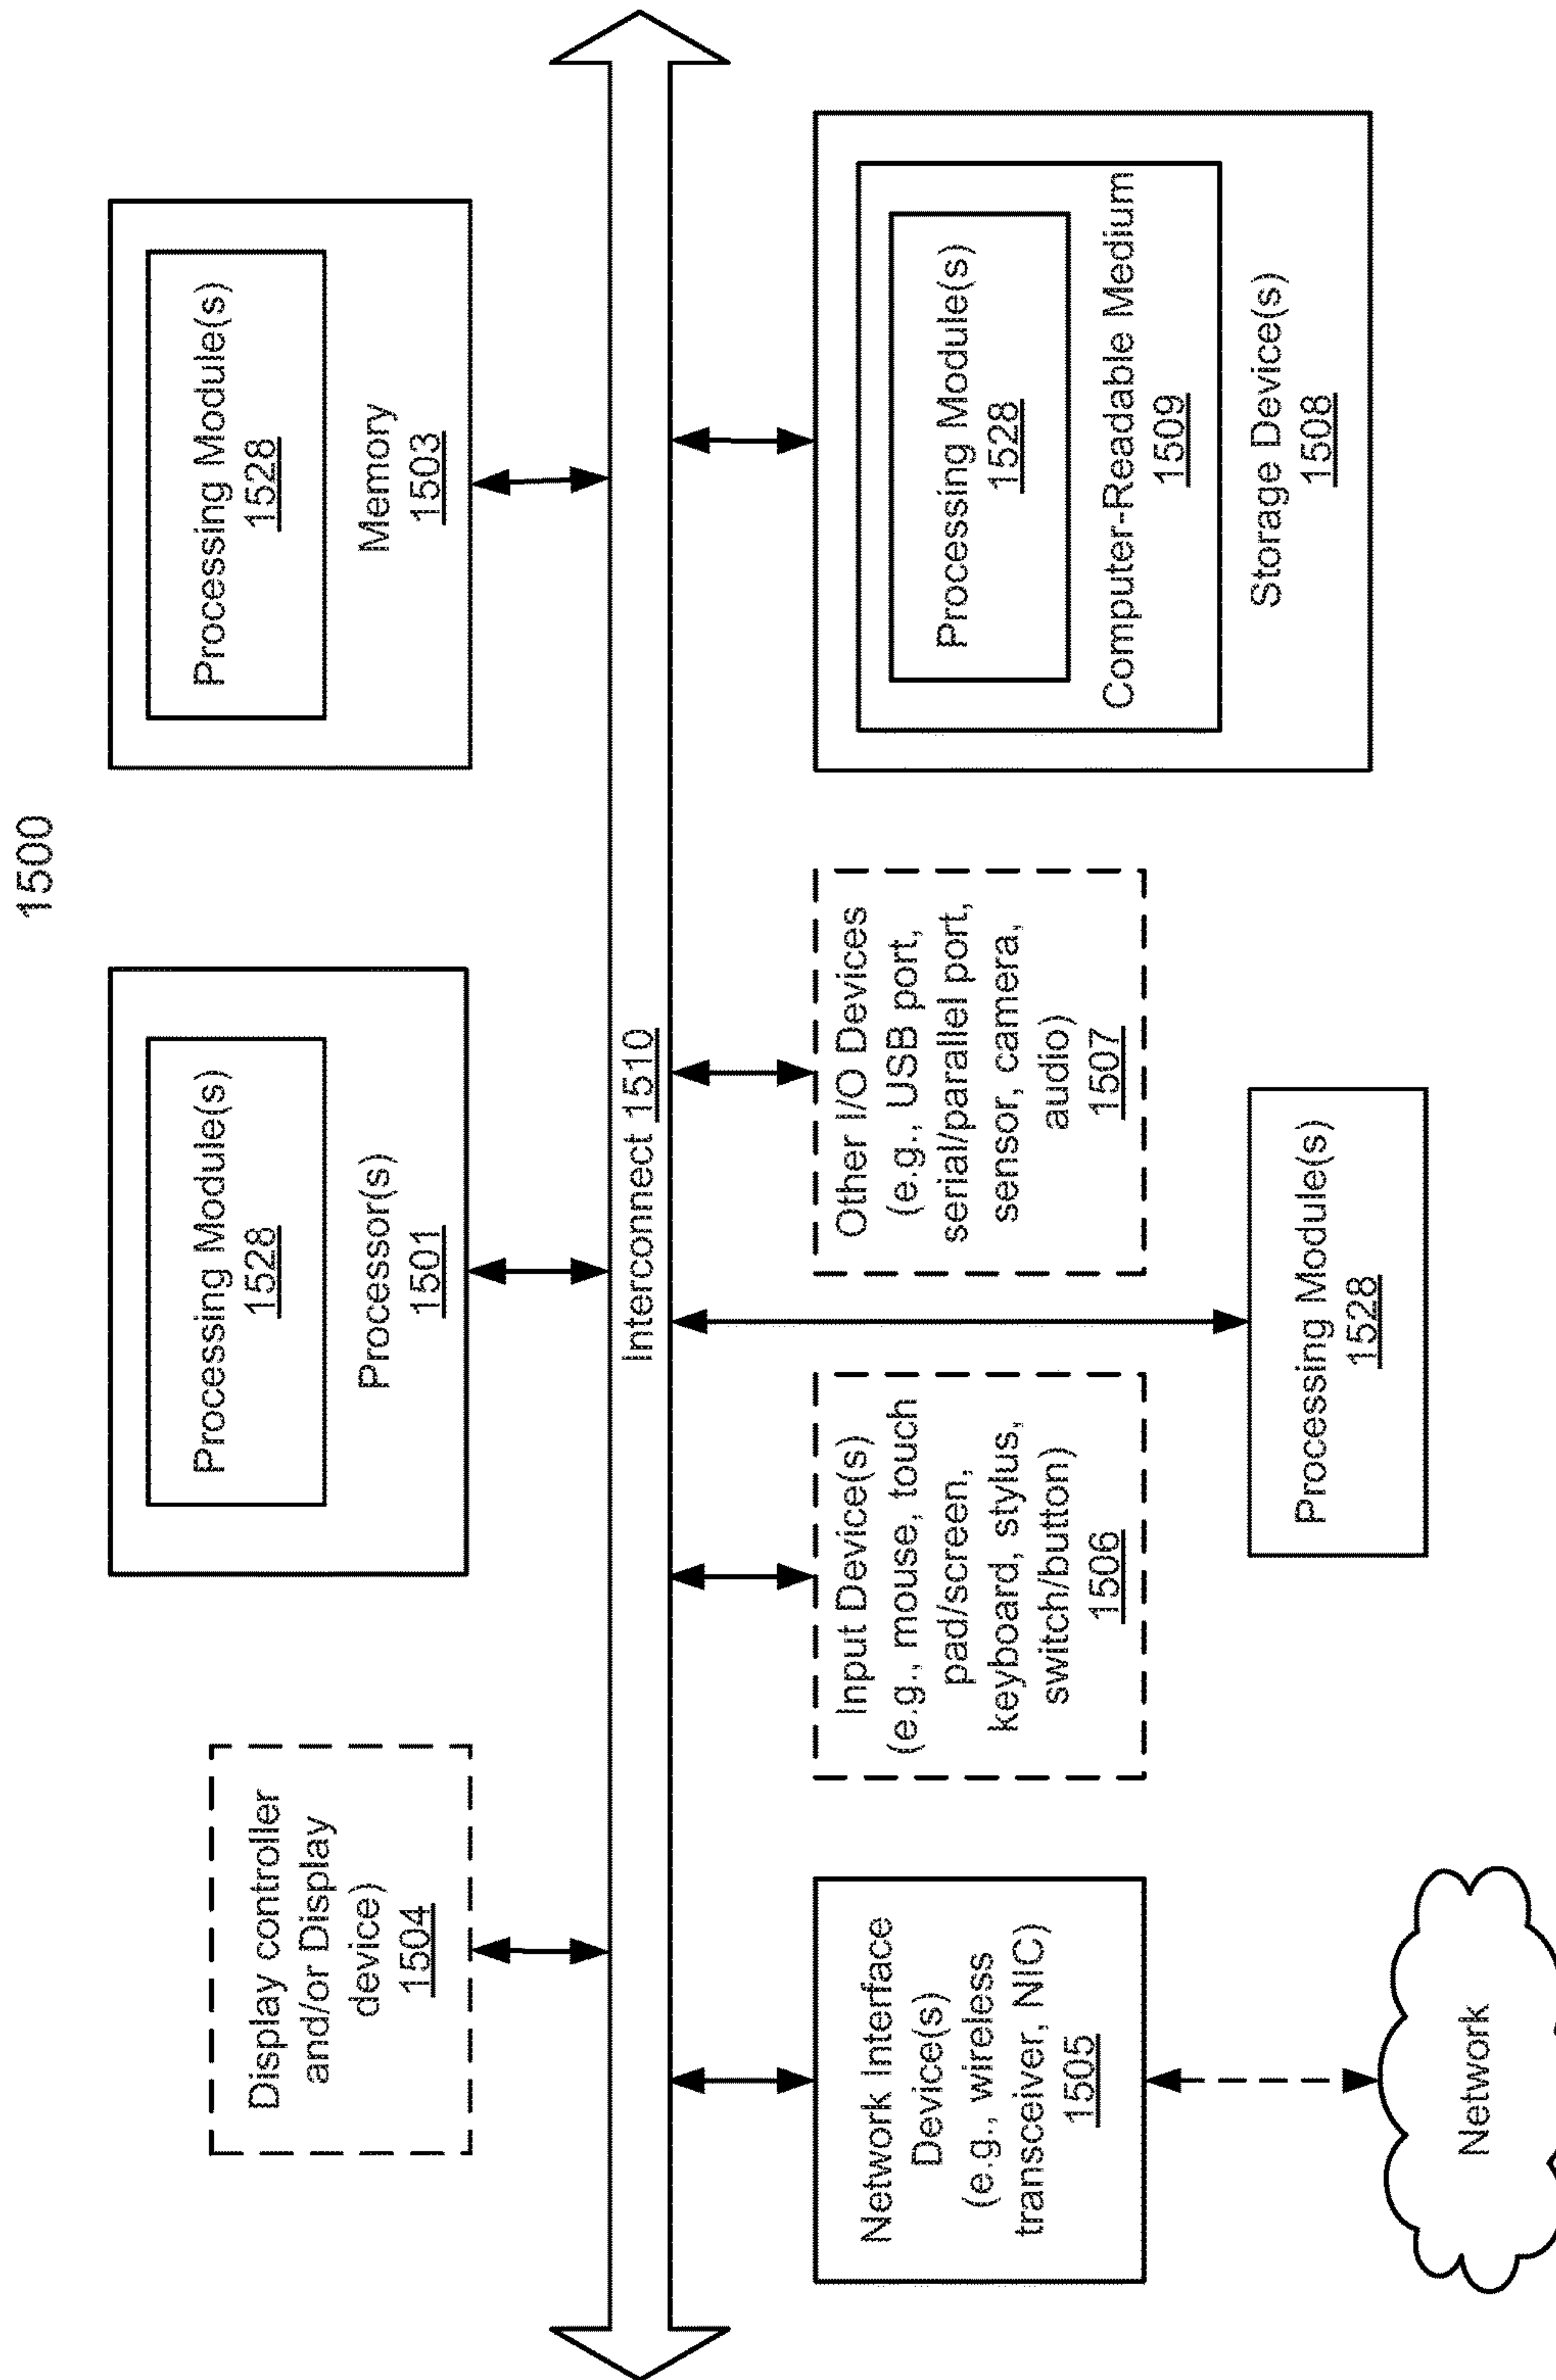 1500
Display controller
and/or Display
device)
1504
Processing Module(s)
1528
Processor(s)
1501
Processing Module(s)
1528
Memory
1503
Interconnect 1510
Network Interface
Device(s)
(e.g., wireless
transceiver, NIC)
1505
Input Device(s)
(e.g., mouse, touch
pad/screen,
keyboard, stylus,
switch/button)
1506
Other I/O Devices
(e.g., USB port,
serial/parallel port,
sensor, camera,
audio)
1507
Processing Module(s)
1528
Computer-Readable Medium
1509
Storage Device(s)
1508
Processing Module(s)
1528
Network